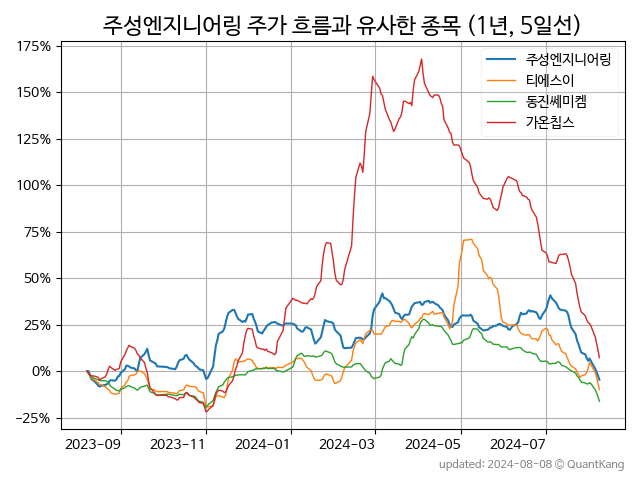 주성엔지니어링 주가 흐름과 유사한 종목 (1년, 5일선)
175%
150%
125%
100%
75%
50%
25%
0%
−25%
주성엔지니어링
티에스이
동진쎄미켐
가온칩스
2023-09
2023-11
2024-01
2024-03
2024-05
2024-07
updated: 2024-08-08 © QuantKang